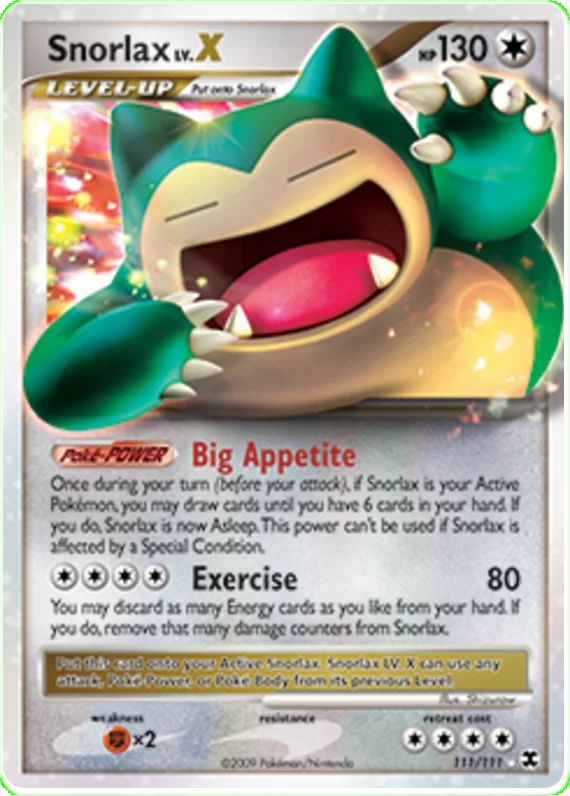 Snorlax LV.X HP 130
LEVEL-UP Put onto Snorlax
Poké-POWER Big Appetite
Once during your turn (before your attack), if Snorlax is your Active
Pokémon, you may draw cards until you have 6 cards in your hand. If
you do, Snorlax is now Asleep. This power can't be used if Snorlax is
affected by a Special Condition.
Exercise 80
You may discard as many Energy cards as you like from your hand. If
you do, remove that many damage counters from Snorlax.
Put this card onto your Active Snorlax. Snorlax LV. X can use any
attack, Poké-Power, or Poké-Body from its previous Level.
Illus. Shizurow
weakness resistance retreat cost
x2
©2009 Pokémon/Nintendo 111/111